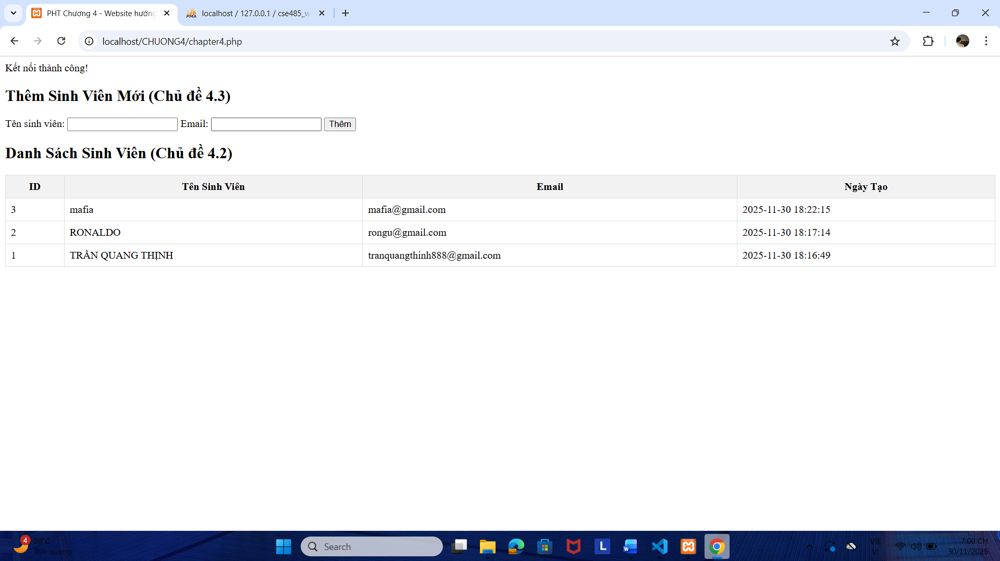 PHT Chương 4 - Website hướng
localhost / 127.0.0.1 / cse485_w
localhost/CHUONG4/chapter4.php
Kết nối thành công!
Thêm Sinh Viên Mới (Chủ đề 4.3)
Tên sinh viên: Email: Thêm
Danh Sách Sinh Viên (Chủ đề 4.2)
ID Tên Sinh Viên Email Ngày Tạo
3 mafia mafia@gmail.com 2025-11-30 18:22:15
2 RONALDO rongu@gmail.com 2025-11-30 18:17:14
1 TRẦN QUANG THỊNH tranquangthinh888@gmail.com 2025-11-30 18:16:49
4 20°C
Trời quang
Search
VIE
VI
7:00 CH
30/11/2025